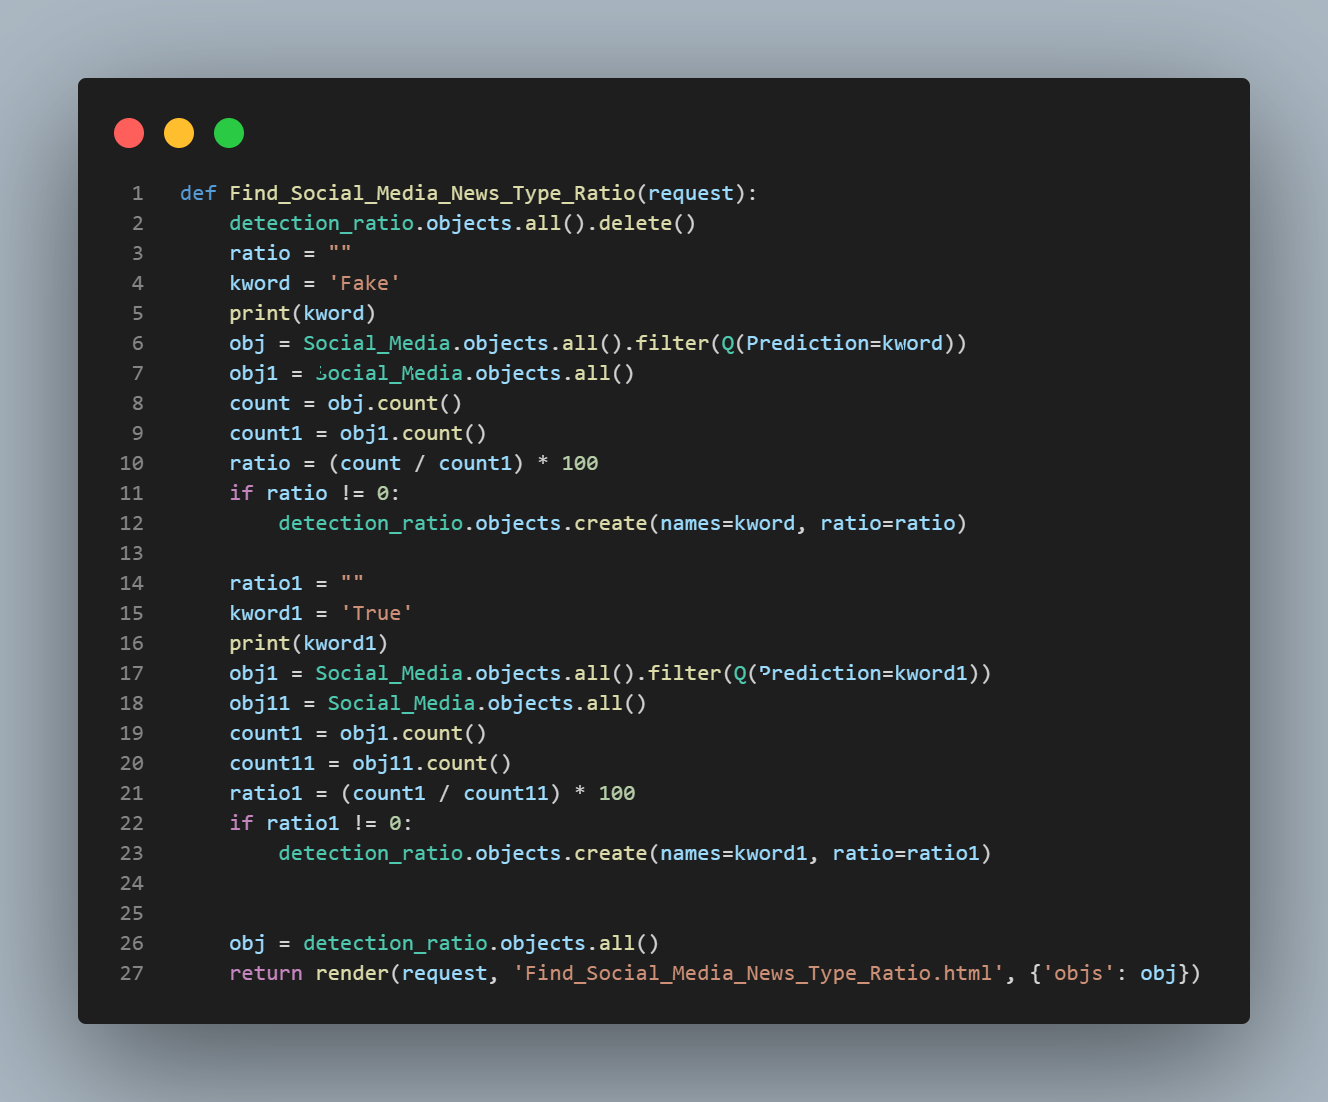 1 def Find_Social_Media_News_Type_Ratio(request):
2     detection_ratio.objects.all().delete()
3     ratio = ""
4     kword = 'Fake'
5     print(kword)
6     obj = Social_Media.objects.all().filter(Q(Prediction=kword))
7     obj1 = Social_Media.objects.all()
8     count = obj.count()
9     count1 = obj1.count()
10     ratio = (count / count1) * 100
11     if ratio != 0:
12         detection_ratio.objects.create(names=kword, ratio=ratio)
13
14     ratio1 = ""
15     kword1 = 'True'
16     print(kword1)
17     obj1 = Social_Media.objects.all().filter(Q(Prediction=kword1))
18     obj11 = Social_Media.objects.all()
19     count1 = obj1.count()
20     count11 = obj11.count()
21     ratio1 = (count1 / count11) * 100
22     if ratio1 != 0:
23         detection_ratio.objects.create(names=kword1, ratio=ratio1)
24
25
26     obj = detection_ratio.objects.all()
27     return render(request, 'Find_Social_Media_News_Type_Ratio.html', {'objs': obj})